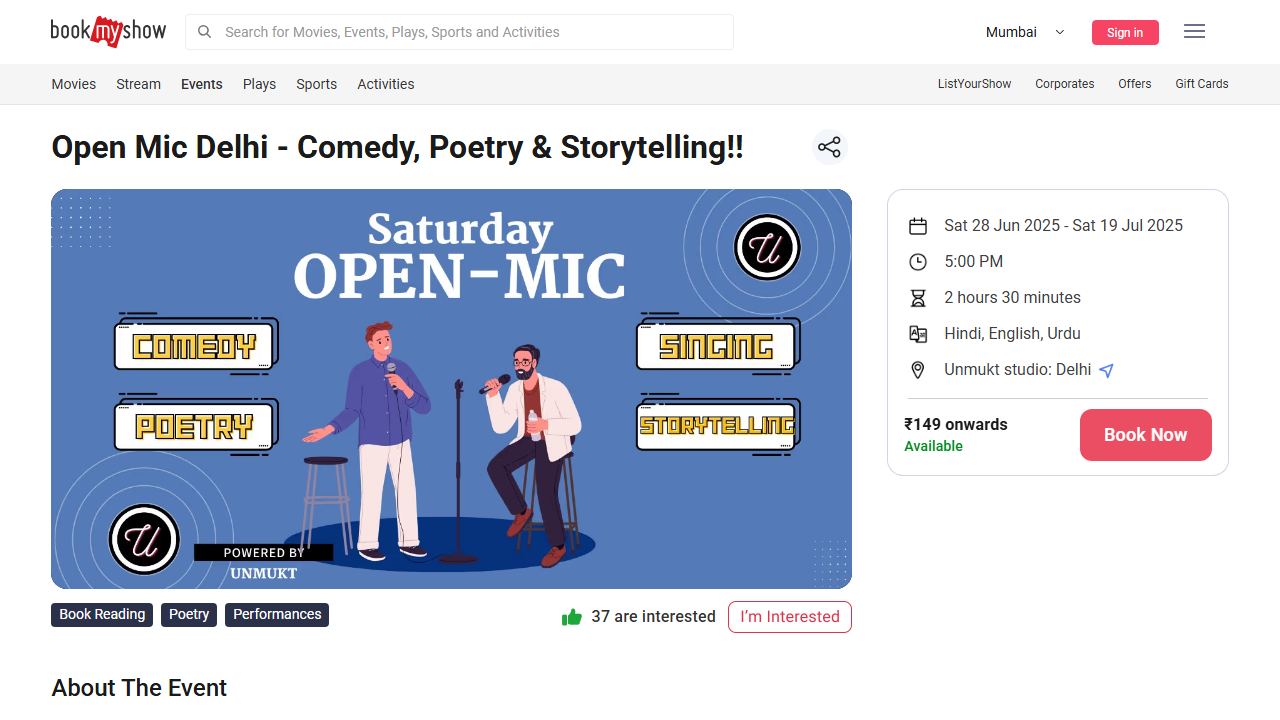 book my show
Search for Movies, Events, Plays, Sports and Activities
Mumbai
Sign in
Movies Stream Events Plays Sports Activities
ListYourShow Corporates Offers Gift Cards
Open Mic Delhi - Comedy, Poetry & Storytelling!!
Saturday
OPEN-MIC
U
COMEDY
SINGING
POETRY
STORYTELLING
U
POWERED BY
UNMUKT
Sat 28 Jun 2025 - Sat 19 Jul 2025
5:00 PM
2 hours 30 minutes
Hindi, English, Urdu
Unmukt studio: Delhi
₹149 onwards
Available
Book Now
Book Reading Poetry Performances
37 are interested
I'm Interested
About The Event